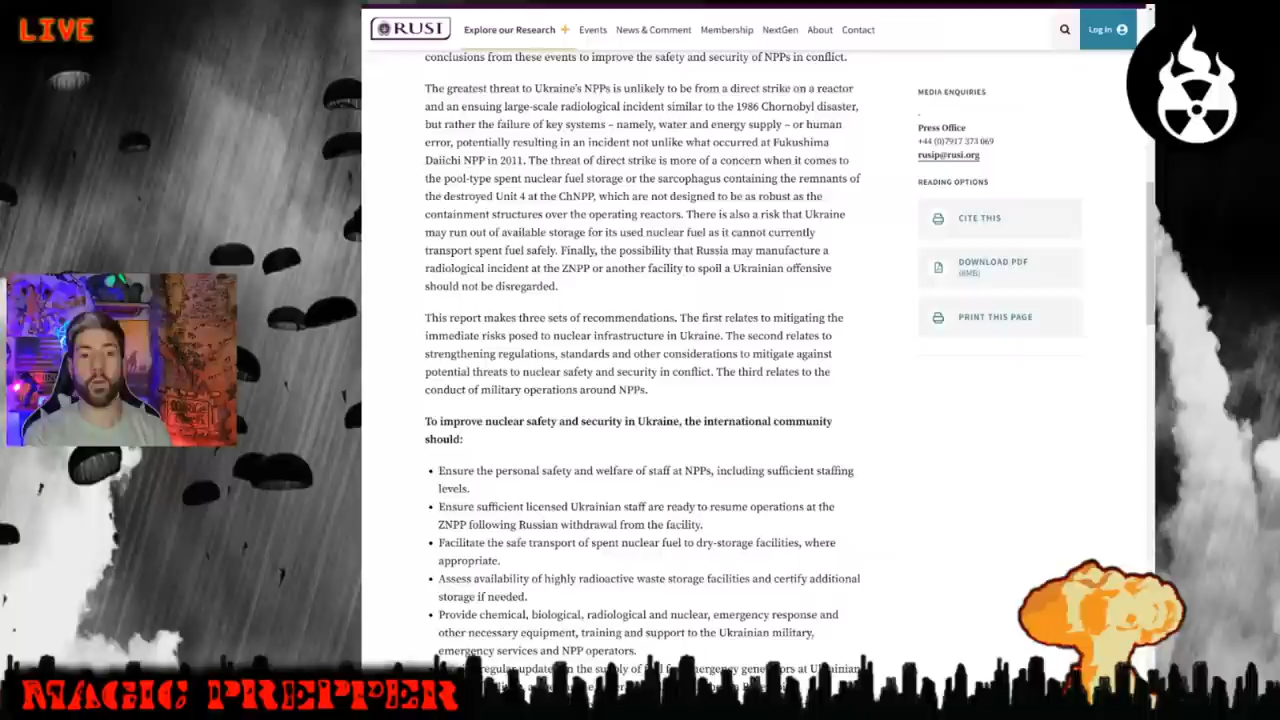 LIVE
RUSI
Explore our Research +
Events
News & Comment
Membership
NextGen
About
Contact
Log In
conclusions from these events to improve the safety and security of NPPs in conflict.
The greatest threat to Ukraine's NPPs is unlikely to be from a direct strike on a reactor
and an ensuing large-scale radiological incident similar to the 1986 Chornobyl disaster,
but rather the failure of key systems – namely, water and energy supply – or human
error, potentially resulting in an incident not unlike what occurred at Fukushima
Daiichi NPP in 2011. The threat of direct strike is more of a concern when it comes to
the pool-type spent nuclear fuel storage or the sarcophagus containing the remnants of
the destroyed Unit 4 at the ChNPP, which are not designed to be as robust as the
containment structures over the operating reactors. There is also a risk that Ukraine
may run out of available storage for its used nuclear fuel as it cannot currently
transport spent fuel safely. Finally, the possibility that Russia may manufacture a
radiological incident at the ZNPP or another facility to spoil a Ukrainian offensive
should not be disregarded.
This report makes three sets of recommendations. The first relates to mitigating the
immediate risks posed to nuclear infrastructure in Ukraine. The second relates to
strengthening regulations, standards and other considerations to mitigate against
potential threats to nuclear safety and security in conflict. The third relates to the
conduct of military operations around NPPs.
To improve nuclear safety and security in Ukraine, the international community
should:
• Ensure the personal safety and welfare of staff at NPPs, including sufficient staffing
levels.
• Ensure sufficient licensed Ukrainian staff are ready to resume operations at the
ZNPP following Russian withdrawal from the facility.
• Facilitate the safe transport of spent nuclear fuel to dry-storage facilities, where
appropriate.
• Assess availability of highly radioactive waste storage facilities and certify additional
storage if needed.
• Provide chemical, biological, radiological and nuclear, emergency response and
other necessary equipment, training and support to the Ukrainian military,
emergency services and NPP operators.
regular update on the supply of generators at Ukrainian
MEDIA ENQUIRIES
.
Press Office
+44 (0)7917 373 069
rusip@rusi.org
READING OPTIONS
CITE THIS
DOWNLOAD PDF
(6MB)
PRINT THIS PAGE
MAGIC PREPPER